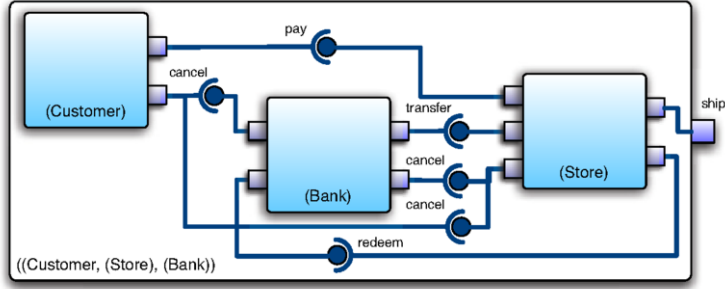 pay
cancel
(Customer)
ship
transfer
cancel
(Store)
(Bank)
cancel
redeem
((Customer, (Store), (Bank))